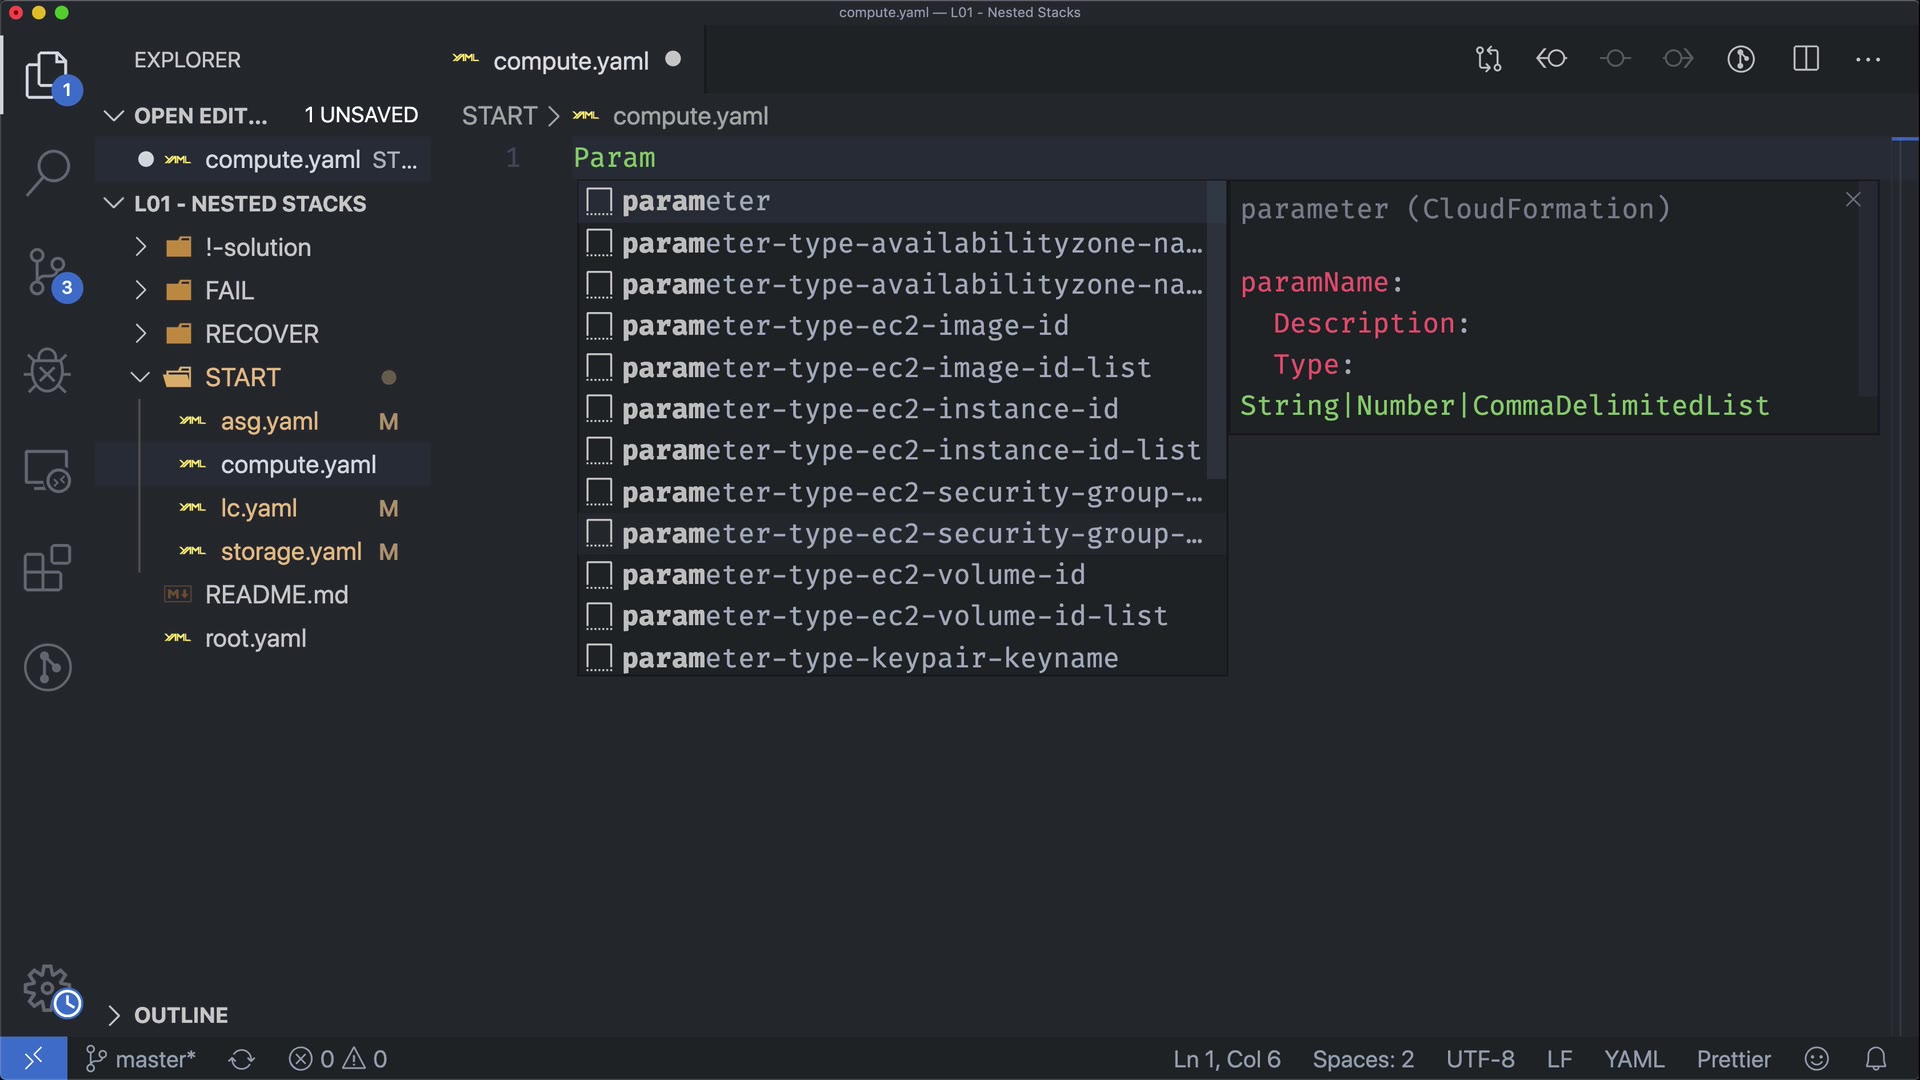 compute.yaml — L01 - Nested Stacks
EXPLORER
1
OPEN EDIT... 1 UNSAVED
compute.yaml ST...
L01 - NESTED STACKS
!-solution
FAIL
RECOVER
START
asg.yaml M
compute.yaml
lc.yaml M
storage.yaml M
README.md
root.yaml
3
OUTLINE
compute.yaml
START > compute.yaml
1 Param
parameter
parameter-type-availabilityzone-na...
parameter-type-availabilityzone-na...
parameter-type-ec2-image-id
parameter-type-ec2-image-id-list
parameter-type-ec2-instance-id
parameter-type-ec2-instance-id-list
parameter-type-ec2-security-group-...
parameter-type-ec2-security-group-...
parameter-type-ec2-volume-id
parameter-type-ec2-volume-id-list
parameter-type-keypair-keyname
parameter (CloudFormation)
paramName:
Description:
Type:
String|Number|CommaDelimitedList
master* 0 0 Ln 1, Col 6 Spaces: 2 UTF-8 LF YAML Prettier